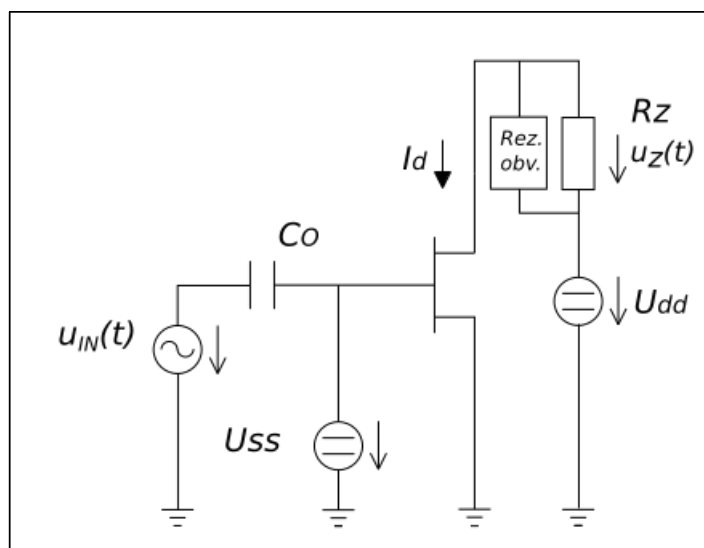 Rz
Rez.
obv.
Id
uZ(t)
Co
Udd
uIN(t)
Uss